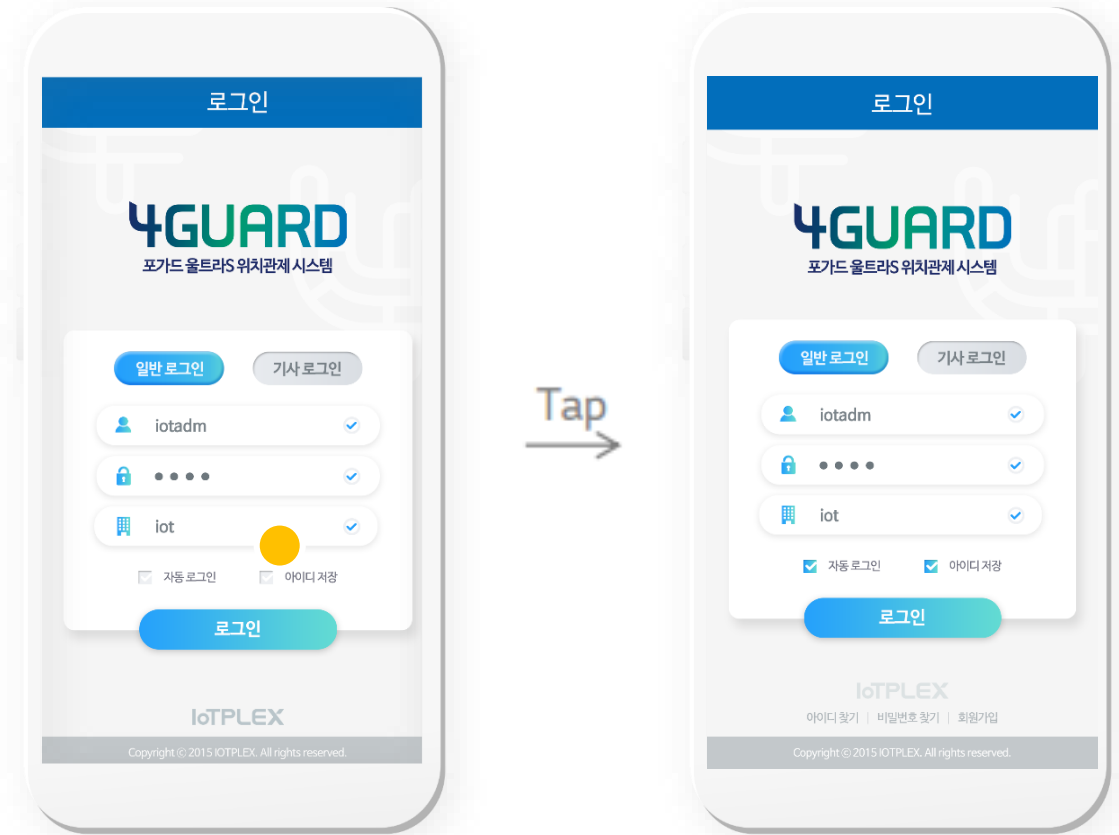 로그인
4GUARD
포가드 울트라S 위치관제 시스템
일반 로그인
기사 로그인
iotadm
iot
자동 로그인
아이디 저장
로그인
IoTPLEX
Copyright © 2015 IOTPLEX. All rights reserved.
Tap
로그인
4GUARD
포가드 울트라S 위치관제 시스템
일반 로그인
기사 로그인
iotadm
iot
자동 로그인
아이디 저장
로그인
IoTPLEX
아이디 찾기 | 비밀번호 찾기 | 회원가입
Copyright © 2015 IOTPLEX. All rights reserved.